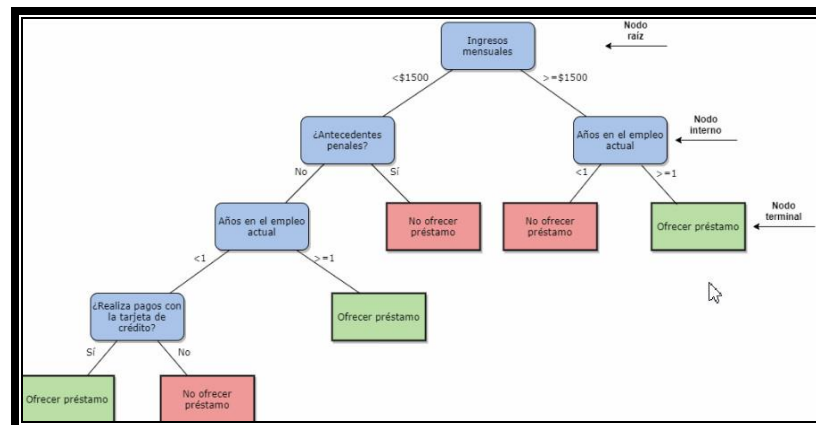 Nodo
raíz
Ingresos
mensuales
<$1500
>=$1500
Nodo
interno
¿Antecedentes
penales?
Años en el empleo
actual
No
Sí
<1
>=1
Nodo
terminal
Años en el empleo
actual
No ofrecer
préstamo
No ofrecer
préstamo
Ofrecer préstamo
<1
>=1
¿Realiza pagos con
la tarjeta de
crédito?
Ofrecer préstamo
Sí
No
Ofrecer préstamo
No ofrecer
préstamo